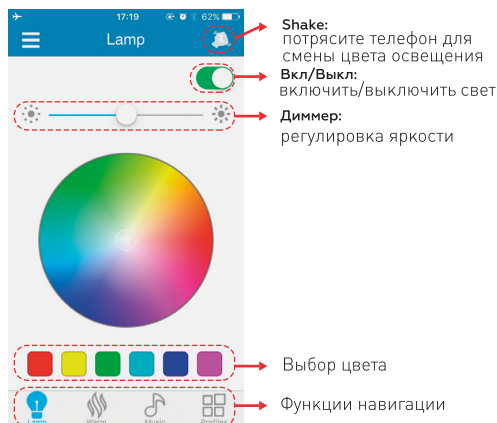 17:19 62%
Lamp
Shake:
потрясите телефон для
смены цвета освещения
Вкл/Выкл:
включить/выключить свет
Диммер:
регулировка яркости
Выбор цвета
Функции навигации
Lamp Warm Music Profiles